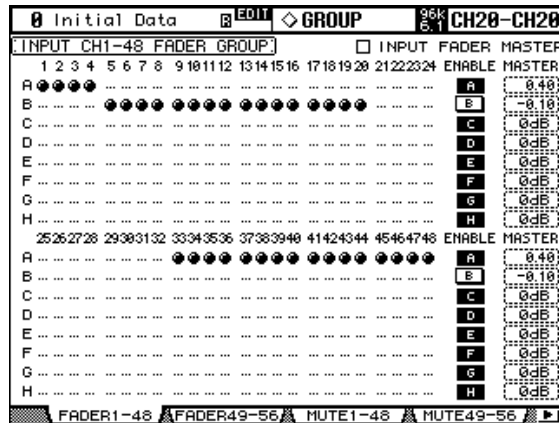 0 Initial Data R EDIT GROUP 96k 6.1 CH20-CH20
INPUT CH1-48 FADER GROUP INPUT FADER MASTER
1 2 3 4 5 6 7 8 9 10 11 12 13 14 15 16 17 18 19 20 21 22 23 24 ENABLE MASTER
A A 0.40
B B -0.10
C C 0dB
D D 0dB
E E 0dB
F F 0dB
G G 0dB
H H 0dB
25 26 27 28 29 30 31 32 33 34 35 36 37 38 39 40 41 42 43 44 45 46 47 48 ENABLE MASTER
A A 0.40
B B -0.10
C C 0dB
D D 0dB
E E 0dB
F F 0dB
G G 0dB
H H 0dB
FADER1-48 FADER49-56 MUTE1-48 MUTE49-56